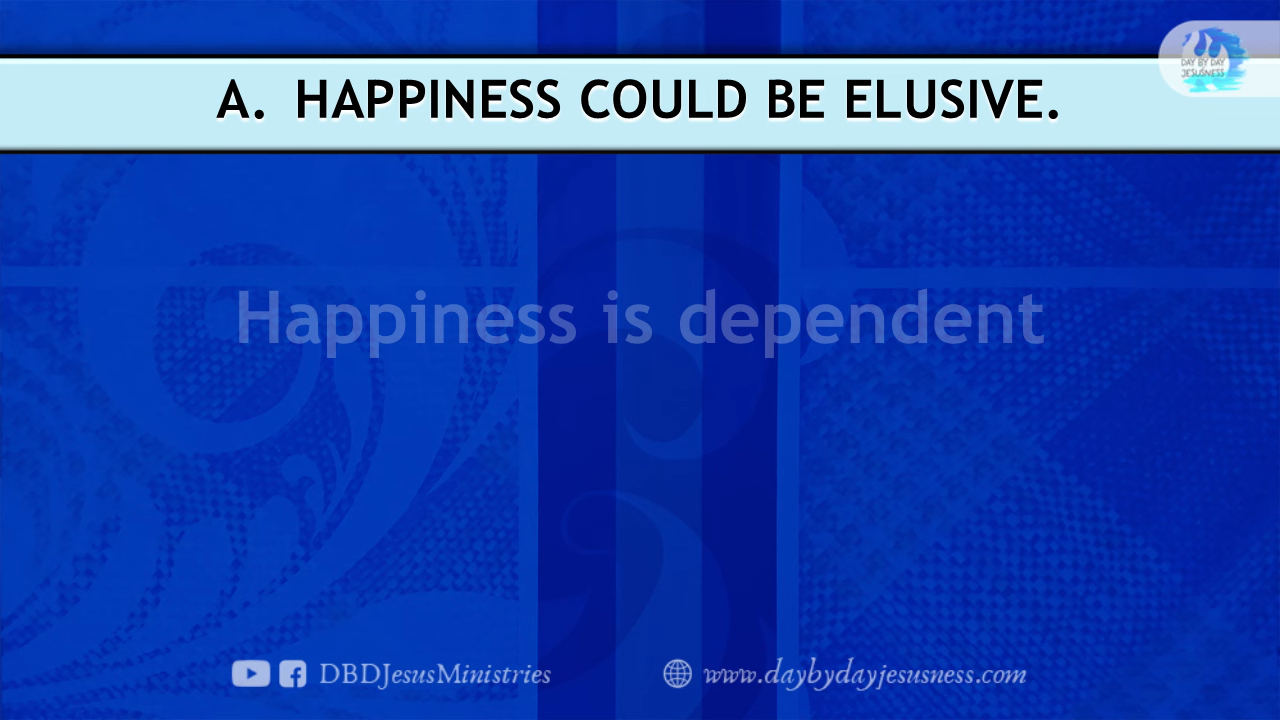 A. HAPPINESS COULD BE ELUSIVE.
DAY BY DAY
JESUSNESS
Happiness is dependent
DBDJesusMinistries
www.daybydayjesusness.com